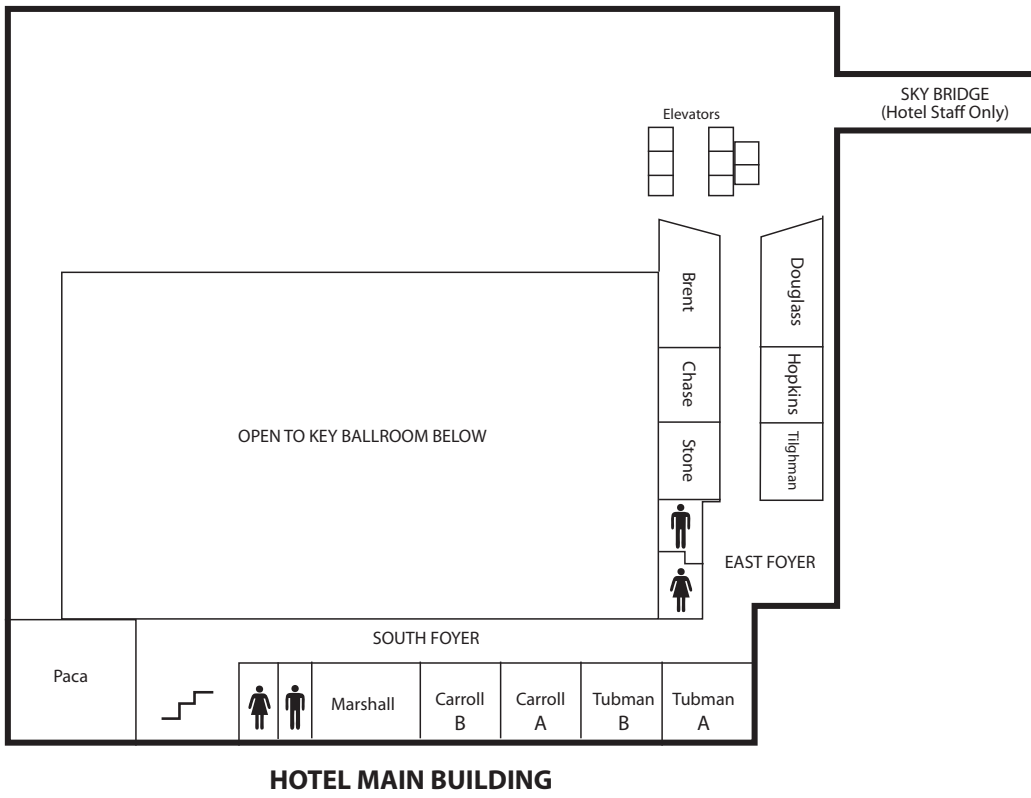 SKY BRIDGE
(Hotel Staff Only)
Elevators
Brent
Douglass
Chase
Hopkins
OPEN TO KEY BALLROOM BELOW
Stone
Tilghman
EAST FOYER
SOUTH FOYER
Paca
Marshall
Carroll
B
Carroll
A
Tubman
B
Tubman
A
HOTEL MAIN BUILDING